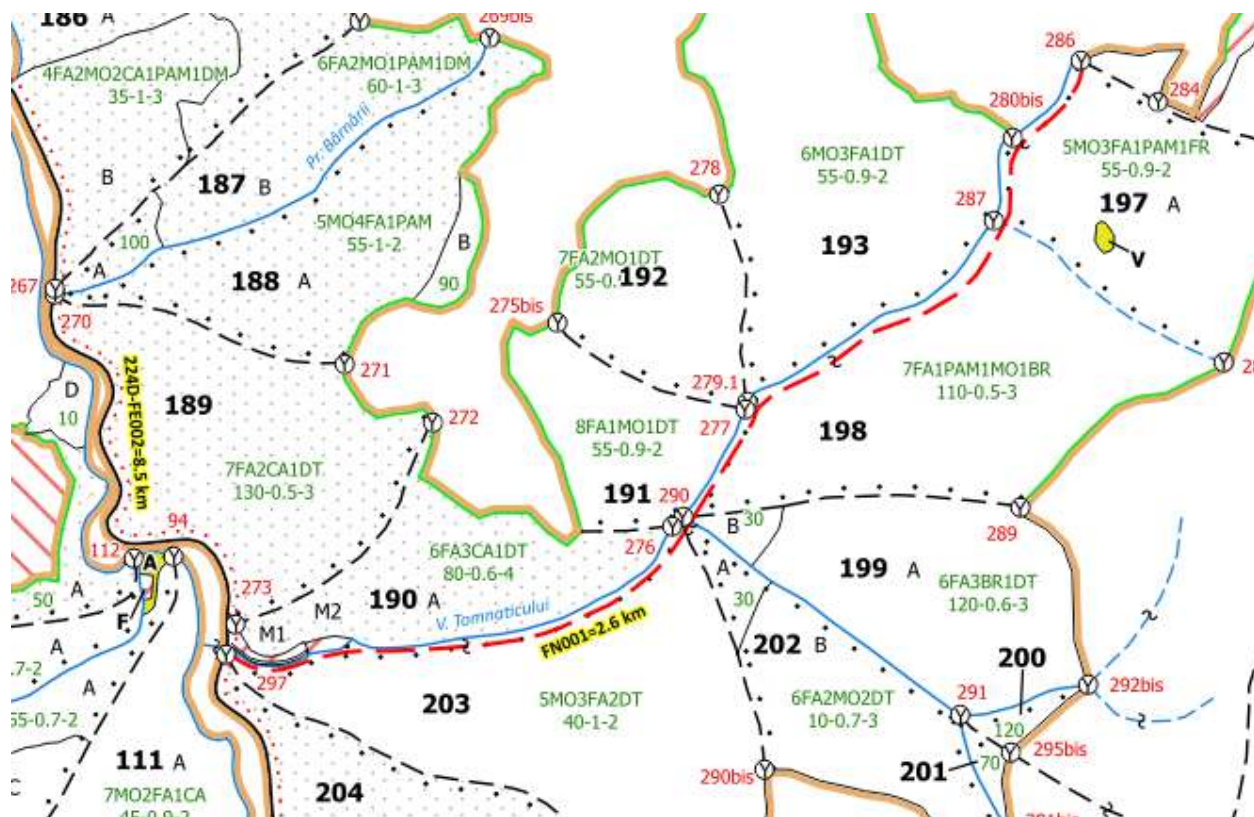 186 A
269bis
286
4FA2MO2CA1PAM1DM
35-1-3
6FA2MO1PAM1DM
60-1-3
284
280bis
Pr. Bârnării
6MO3FA1DT
55-0.9-2
5MO3FA1PAM1FR
55-0.9-2
B
187 B
278
197 A
5MO4FA1PAM
55-1-2
287
100
B
193
V
A
188 A
90
7FA2MO1DT
192
267
275bis
270
271
279.1
7FA1PAM1MO1BR
110-0.5-3
D
10
224D-FE002=8.5 km
189
272
277
8FA1MO1DT
55-0.9-2
198
7FA2CA1DT
130-0.5-3
191
290
B 30
94
289
112
A
6FA3CA1DT
80-0.6-4
276
A
199 A
6FA3BR1DT
120-0.6-3
50
A
F
273
M2
190 A
30
V. Tomnaticului
M1
FN001=2.6 km
A
202 B
200
297
A
203
5MO3FA2DT
40-1-2
6FA2MO2DT
10-0.7-3
291
292bis
55-0.7-2
120
295bis
111 A
70
7MO2FA1CA
204
290bis
201